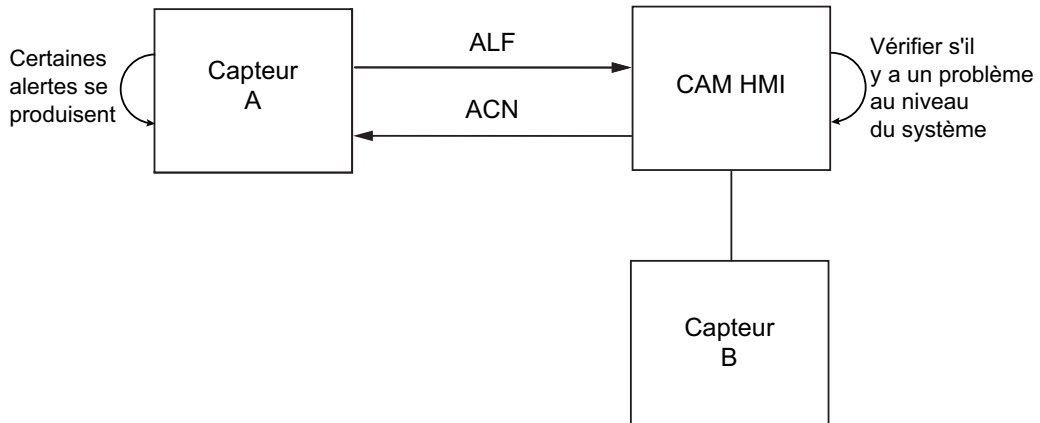 Certaines
alertes se
produisent
Capteur
A
ALF
ACN
CAM HMI
Vérifier s'il
y a un problème
au niveau
du système
Capteur
B